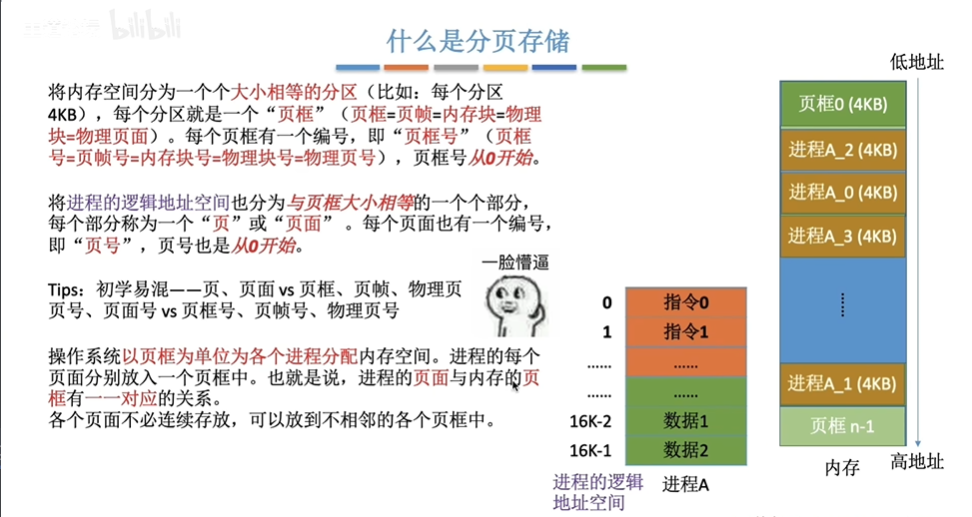 bilibili
什么是分页存储
将内存空间分为一个个大小相等的分区（比如：每个分区
4KB），每个分区就是一个“页框”（页框=页帧=内存块=物理
块=物理页面）。每个页框有一个编号，即“页框号”（页框
号=页帧号=内存块号=物理块号=物理页号），页框号从0开始。
将进程的逻辑地址空间也分为与页框大小相等的一个个部分，
每个部分称为一个“页”或“页面” 。每个页面也有一个编号，
即“页号”，页号也是从0开始。
Tips：初学易混——页、页面 vs 页框、页帧、物理页
页号、页面号 vs 页框号、页帧号、物理页号
操作系统以页框为单位为各个进程分配内存空间。进程的每个
页面分别放入一个页框中。也就是说，进程的页面与内存的页
框有一一对应的关系。
各个页面不必连续存放，可以放到不相邻的各个页框中。
一脸懵逼
0 指令0
1 指令1
...... ......
...... ......
16K-2 数据1
16K-1 数据2
进程的逻辑
地址空间
进程A
低地址
页框0 (4KB)
进程A_2 (4KB)
进程A_0 (4KB)
进程A_3 (4KB)
......
进程A_1 (4KB)
页框 n-1
内存
高地址